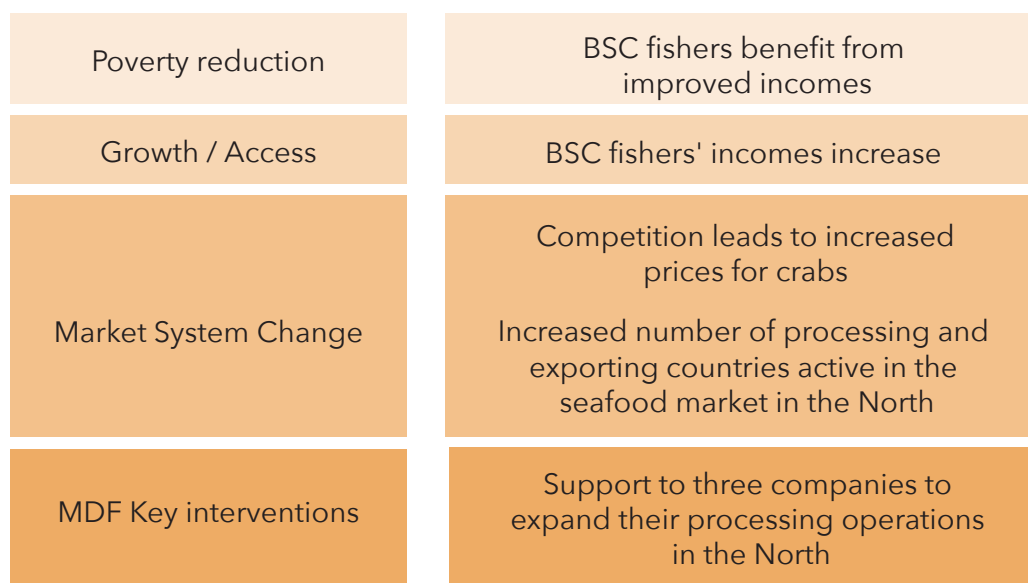 Poverty reduction
BSC fishers benefit from
improved incomes
Growth / Access
BSC fishers' incomes increase
Market System Change
Competition leads to increased
prices for crabs
Increased number of processing and
exporting countries active in the
seafood market in the North
MDF Key interventions
Support to three companies to
expand their processing operations
in the North